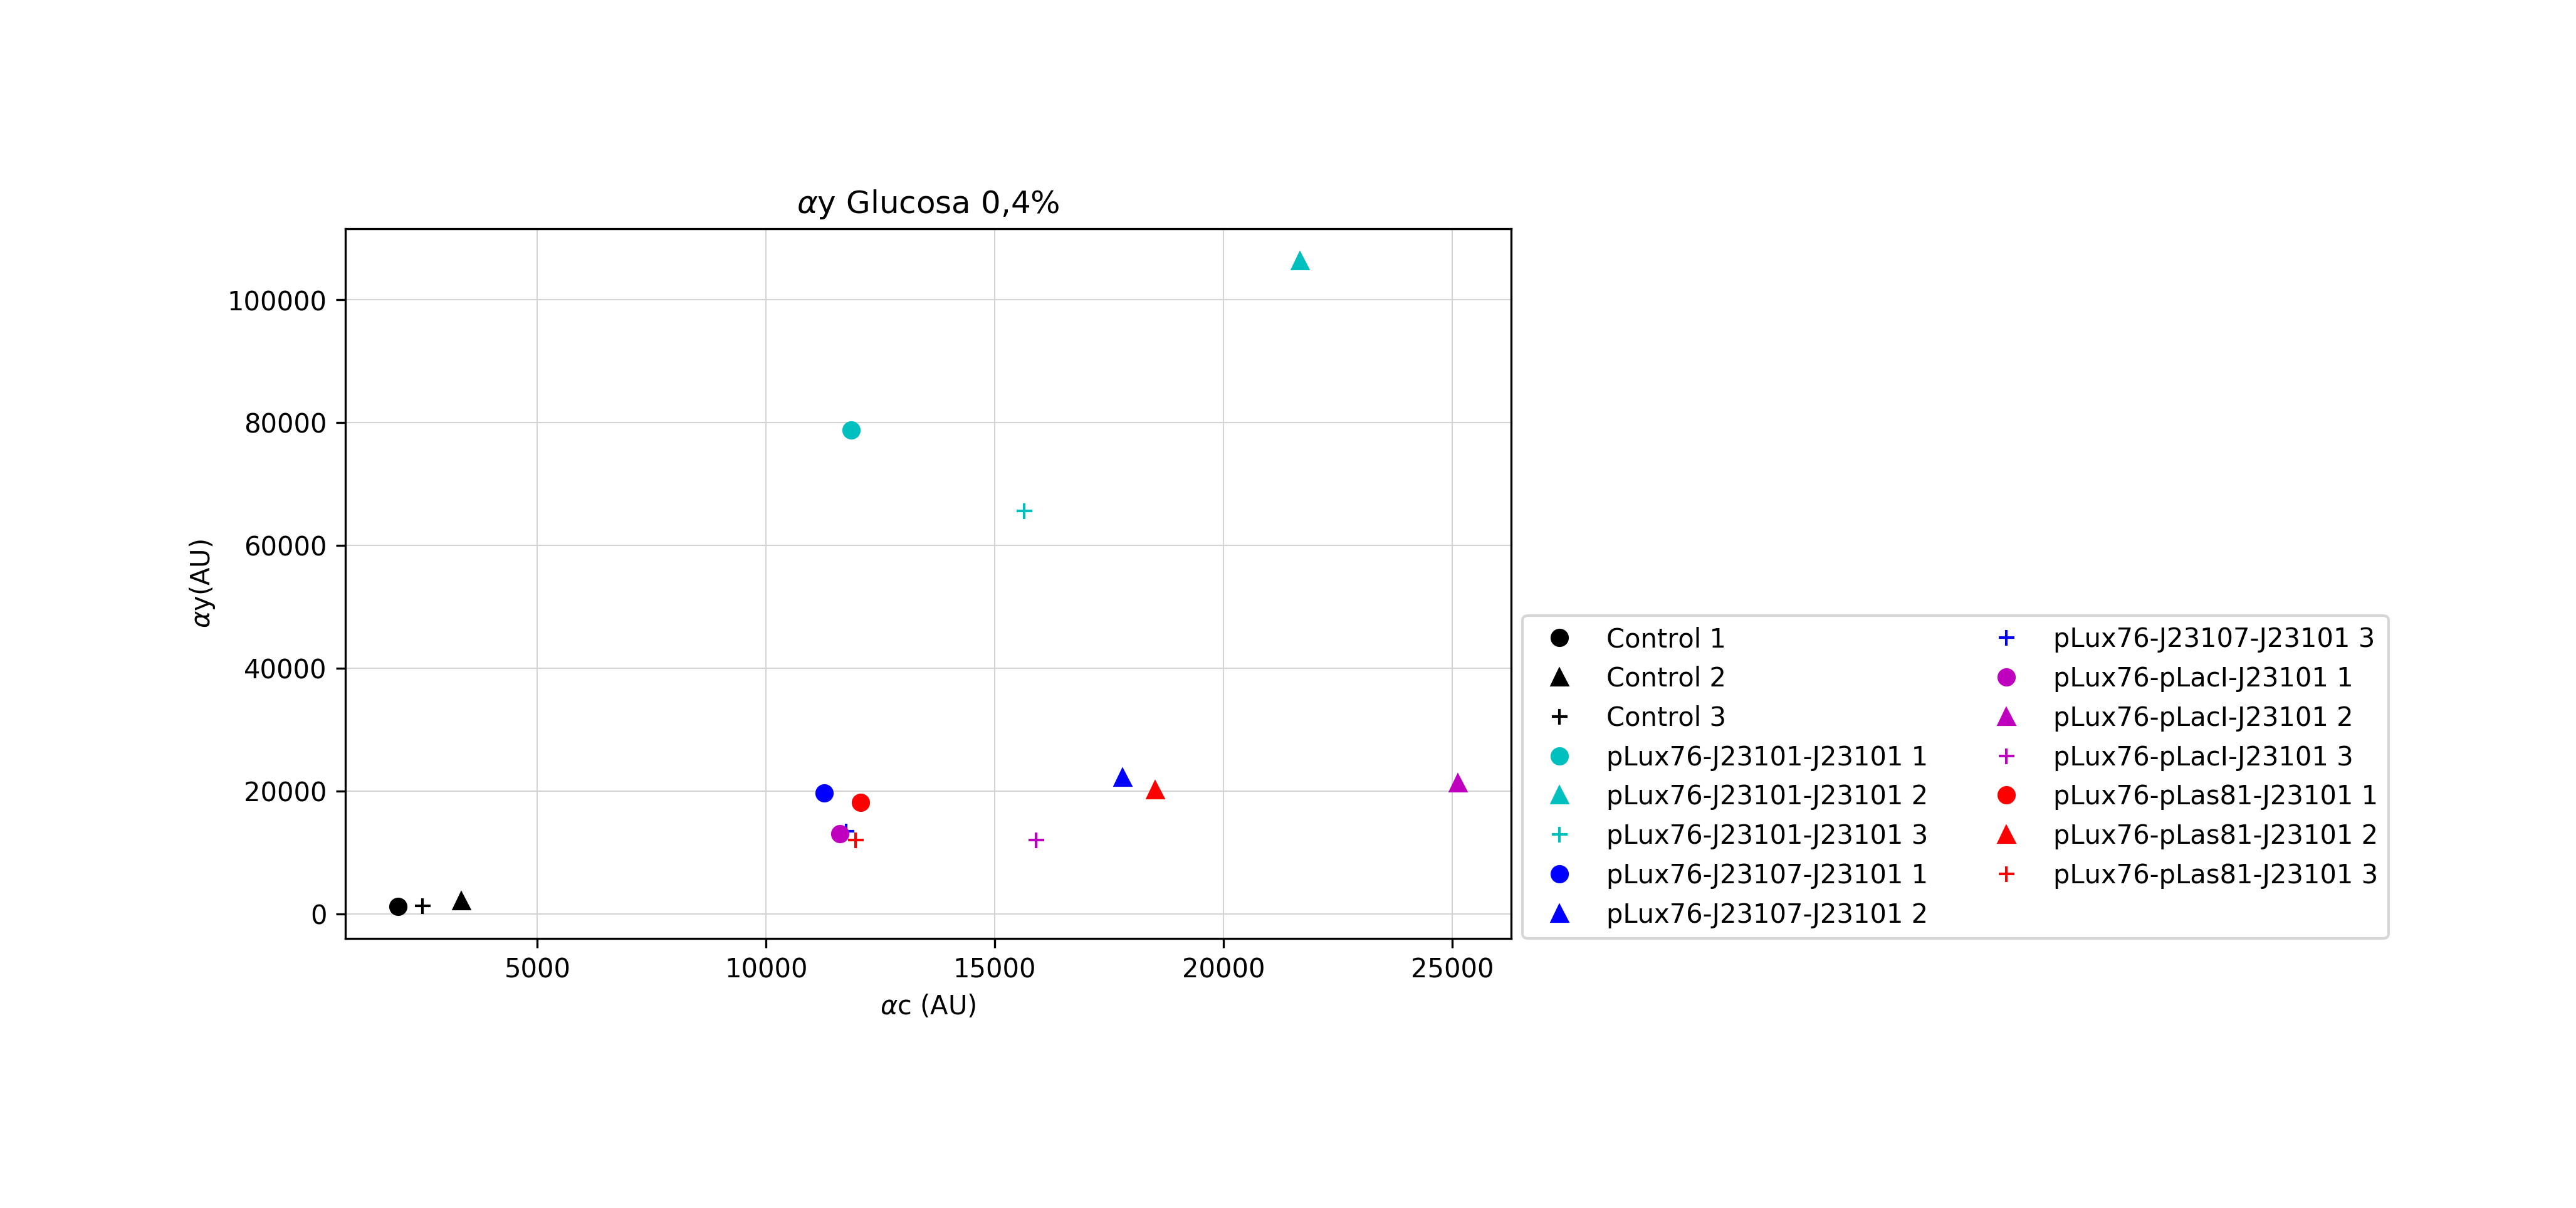 αy Glucosa 0,4%
100000
80000
60000
40000
20000
0
αy(AU)
5000 10000 15000 20000 25000
αc (AU)
Control 1
Control 2
Control 3
pLux76-J23101-J23101 1
pLux76-J23101-J23101 2
pLux76-J23101-J23101 3
pLux76-J23107-J23101 1
pLux76-J23107-J23101 2
pLux76-J23107-J23101 3
pLux76-pLacI-J23101 1
pLux76-pLacI-J23101 2
pLux76-pLacI-J23101 3
pLux76-pLas81-J23101 1
pLux76-pLas81-J23101 2
pLux76-pLas81-J23101 3